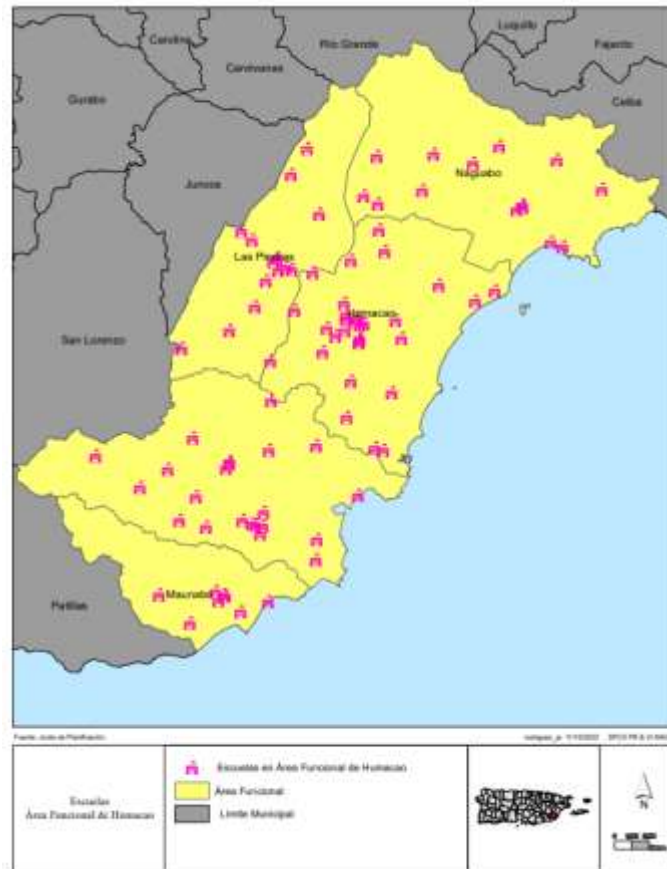 Luquillo
Carolina
Río Grande
Fajardo
Canóvanas
Ceiba
Gurabo
Naguabo
Juncos
Las Piedras
Humacao
San Lorenzo
Maunabo
Patillas
Fuente: Junta de Planificación
Escuelas en Área Funcional de Humacao
Área Funcional
Límite Municipal
Escuelas
Área Funcional de Humacao
N